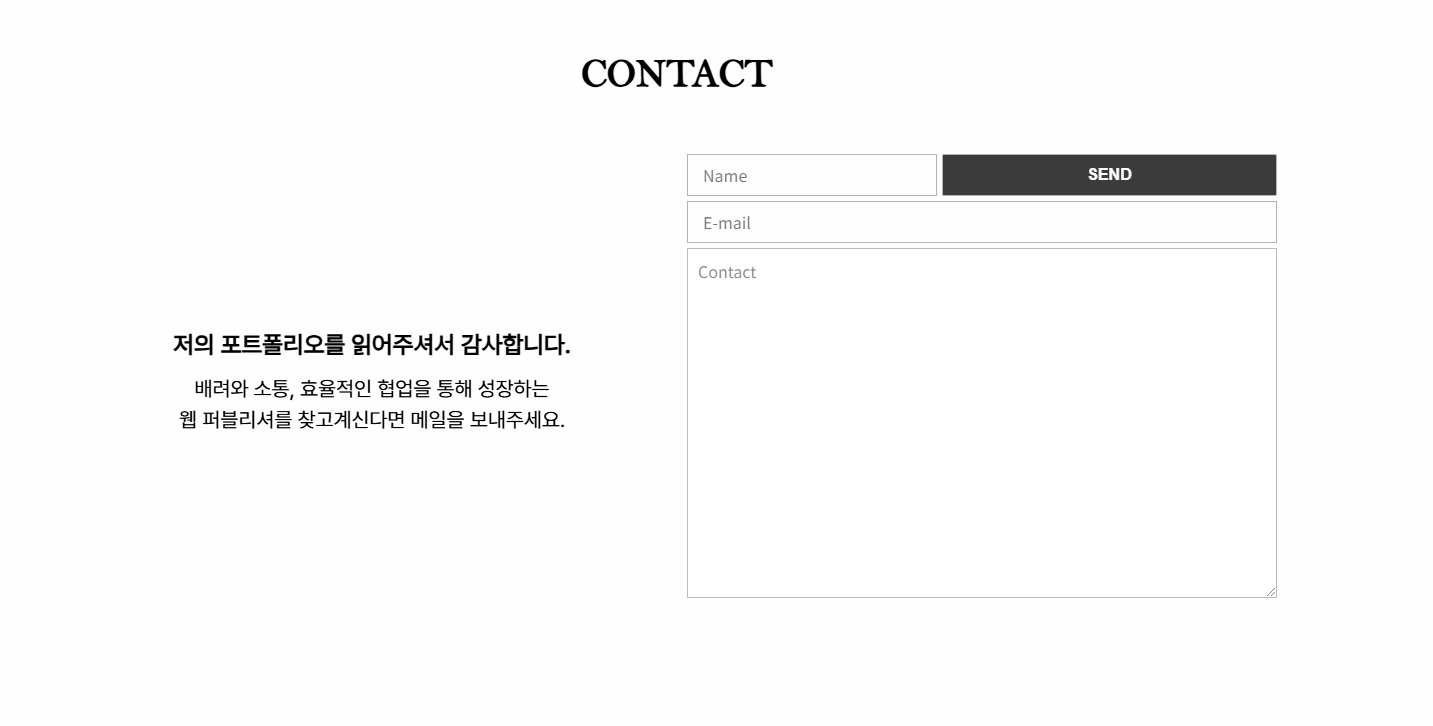 CONTACT
Name
SEND
E-mail
Contact
저의 포트폴리오를 읽어주셔서 감사합니다.
배려와 소통, 효율적인 협업을 통해 성장하는
웹 퍼블리셔를 찾고계신다면 메일을 보내주세요.